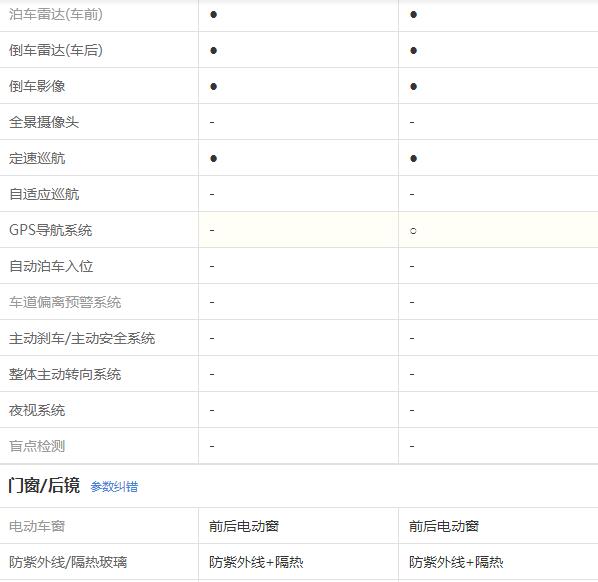 泊车雷达(车前) ● ●
倒车雷达(车后) ● ●
倒车影像 ● ●
全景摄像头 - -
定速巡航 ● ●
自适应巡航 - -
GPS导航系统 - ○
自动泊车入位 - -
车道偏离预警系统 - -
主动刹车/主动安全系统 - -
整体主动转向系统 - -
夜视系统 - -
盲点检测 - -
门窗/后镜 参数纠错
电动车窗 前后电动窗 前后电动窗
防紫外线/隔热玻璃 防紫外线+隔热 防紫外线+隔热